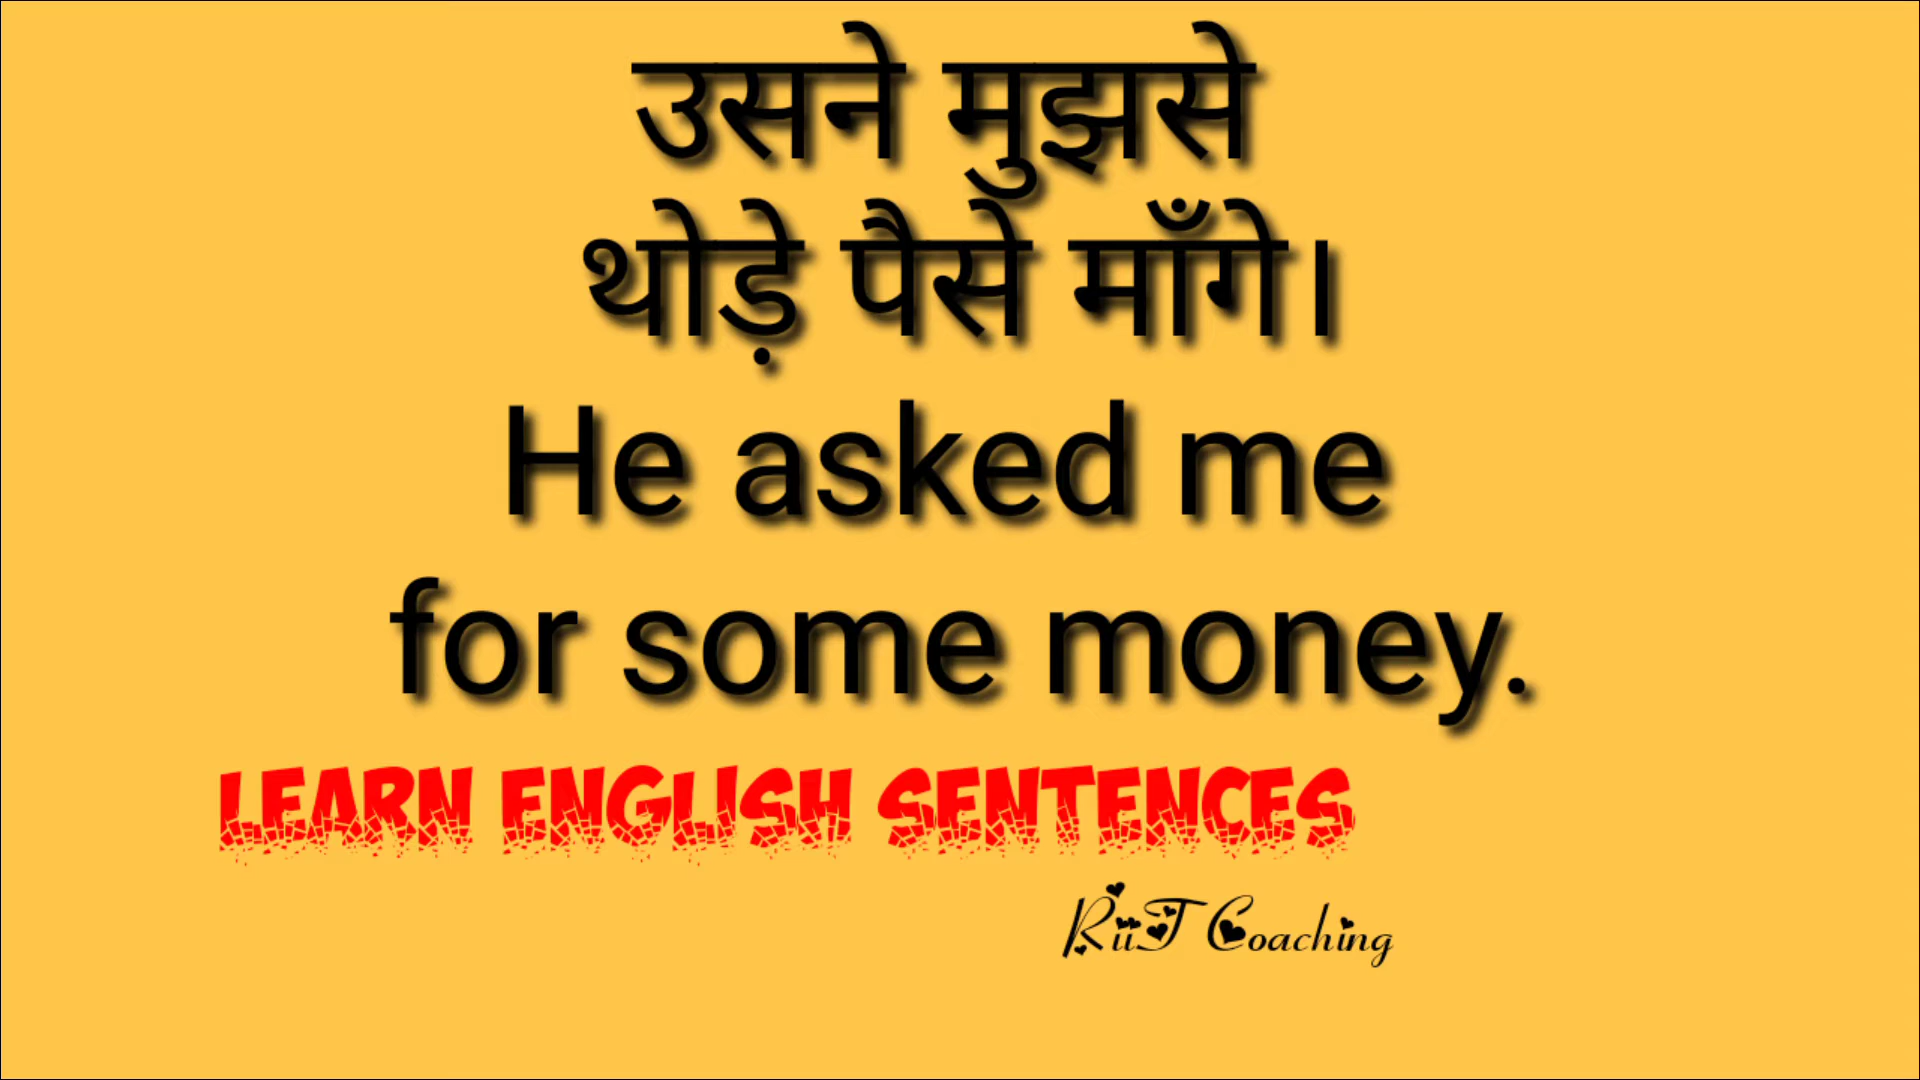 उसने मुझसे
थोड़े पैसे माँगे।
He asked me
for some money.
LEARN ENGLISH SENTENCES
RiiT Coaching